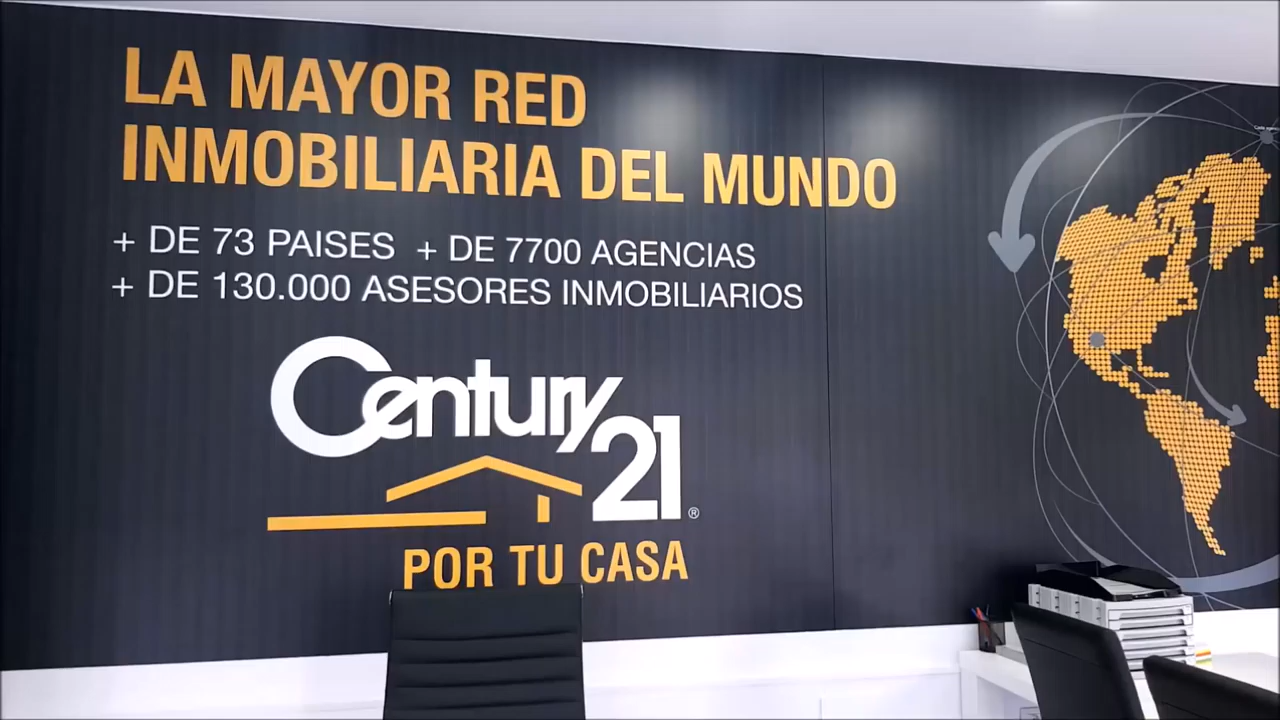 LA MAYOR RED
INMOBILIARIA DEL MUNDO
+ DE 73 PAISES + DE 7700 AGENCIAS
+ DE 130.000 ASESORES INMOBILIARIOS
Century
21®
POR TU CASA